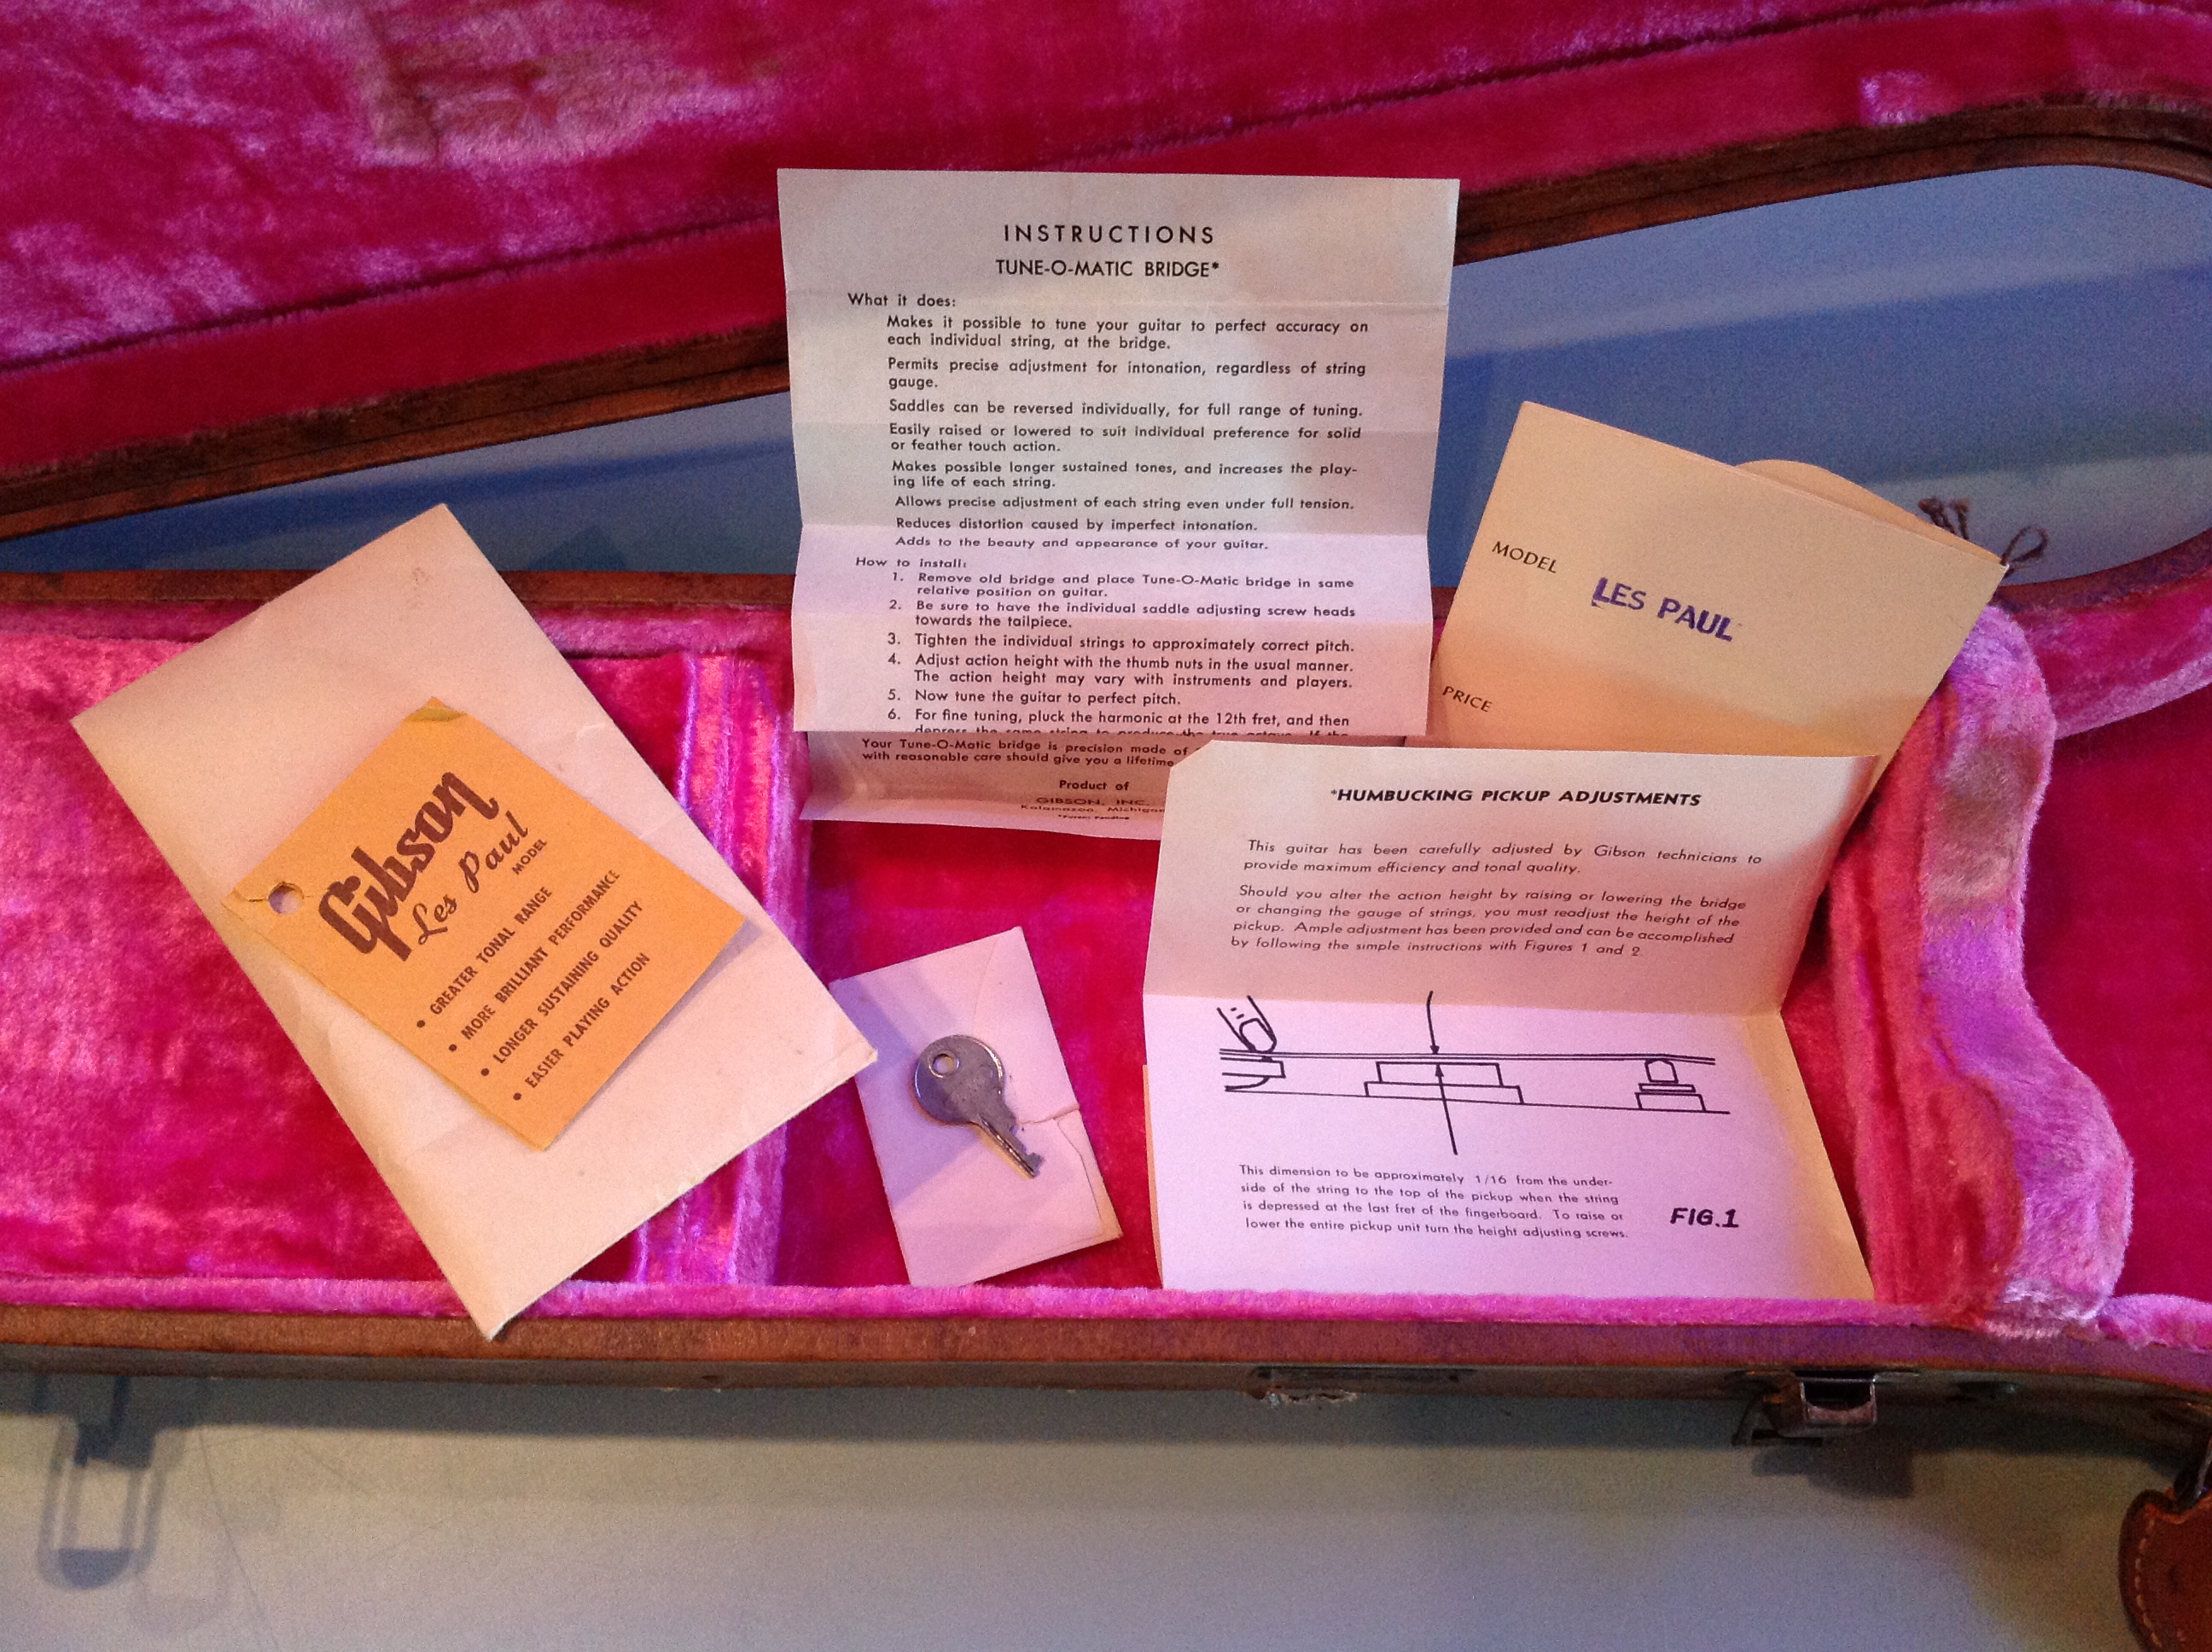 INSTRUCTIONS
TUNE-O-MATIC BRIDGE*
What it does:
Makes it possible to tune your guitar to perfect accuracy on
each individual string, at the bridge.
Permits precise adjustment for intonation, regardless of string
gauge.
Saddles can be reversed individually, for full range of tuning.
Easily raised or lowered to suit individual preference for solid
or feather touch action.
Makes possible longer sustained tones, and increases the play-
ing life of each string.
Allows precise adjustment of each string even under full tension.
Reduces distortion caused by imperfect intonation.
Adds to the beauty and appearance of your guitar.
How to install:
1. Remove old bridge and place Tune-O-Matic bridge in same
relative position on guitar.
2. Be sure to have the individual saddle adjusting screw heads
towards the tailpiece.
3. Tighten the individual strings to approximately correct pitch.
4. Adjust action height with the thumb nuts in the usual manner.
The action height may vary with instruments and players.
5. Now tune the guitar to perfect pitch.
6. For fine tuning, pluck the harmonic at the 12th fret, and then
depress the same string to produce the true octave. If the
Your Tune-O-Matic bridge is precision made of
with reasonable care should give you a lifetime
Product of
GIBSON, INC.
Kalamazoo, Michigan
*Patent Pending
MODEL
LES PAUL
PRICE
Gibson
Les Paul
MODEL
• GREATER TONAL RANGE
• MORE BRILLIANT PERFORMANCE
• LONGER SUSTAINING QUALITY
• EASIER PLAYING ACTION
*HUMBUCKING PICKUP ADJUSTMENTS
This guitar has been carefully adjusted by Gibson technicians to
provide maximum efficiency and tonal quality.
Should you alter the action height by raising or lowering the bridge
or changing the gauge of strings, you must readjust the height of the
pickup. Ample adjustment has been provided and can be accomplished
by following the simple instructions with Figures 1 and 2
This dimension to be approximately 1/16 from the under-
side of the string to the top of the pickup when the string
is depressed at the last fret of the fingerboard. To raise or
lower the entire pickup unit turn the height adjusting screws.
FIG.1